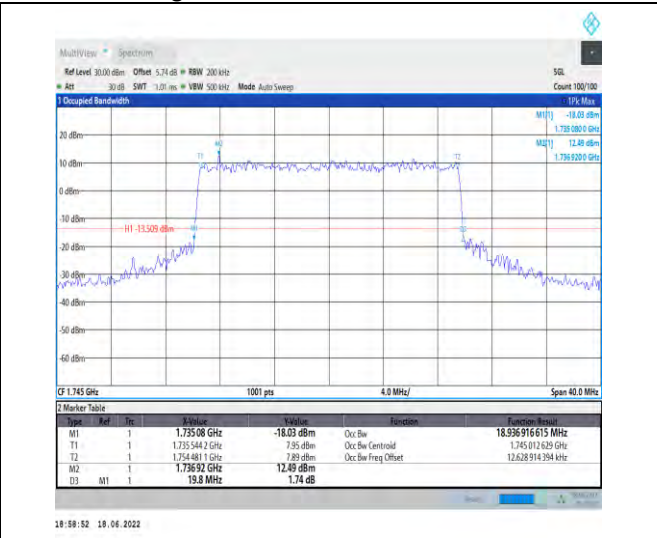 MultiView Spectrum
Ref Level 30.00 dBm Offset 5.74 dB RBW 200 kHz SGL
Att 30 dB SWT 1.01 ms VBW 500 kHz Mode Auto Sweep Count 100/100
1 Occupied Bandwidth 1Pk Max
M1[1] -18.03 dBm
1.735 080 0 GHz
20 dBm M2[1] 12.49 dBm
M2
1.736 920 0 GHz
T1 T2
10 dBm
0 dBm
-10 dBm
H1 -13.509 dBm
-20 dBm
-30 dBm
-40 dBm
-50 dBm
-60 dBm
CF 1.745 GHz 1001 pts 4.0 MHz/ Span 40.0 MHz
2 Marker Table
Type Ref Trc X-Value Y-Value Function Function Result
M1 1 1.735 08 GHz -18.03 dBm Occ Bw 18.936 916 615 MHz
T1 1 1.735 544 2 GHz 7.95 dBm Occ Bw Centroid 1.745 012 629 GHz
T2 1 1.754 481 1 GHz 7.89 dBm Occ Bw Freq Offset 12.628 914 394 kHz
M2 1 1.736 92 GHz 12.49 dBm
D3 M1 1 19.8 MHz 1.74 dB
18:58:52 18.06.2022